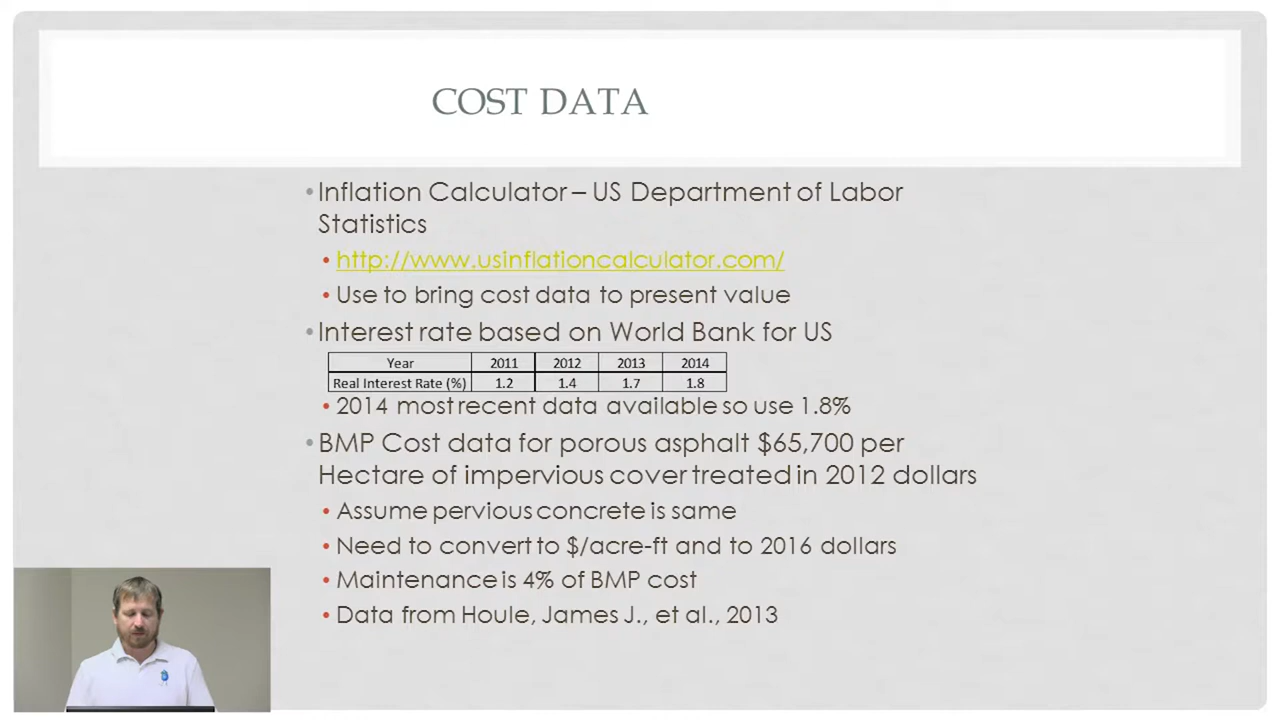 COST DATA
•Inflation Calculator – US Department of Labor
Statistics
• http://www.usinflationcalculator.com/
• Use to bring cost data to present value
•Interest rate based on World Bank for US
Year 2011 2012 2013 2014
Real Interest Rate (%) 1.2 1.4 1.7 1.8
• 2014 most recent data available so use 1.8%
•BMP Cost data for porous asphalt $65,700 per
Hectare of impervious cover treated in 2012 dollars
• Assume pervious concrete is same
• Need to convert to $/acre-ft and to 2016 dollars
• Maintenance is 4% of BMP cost
• Data from Houle, James J., et al., 2013